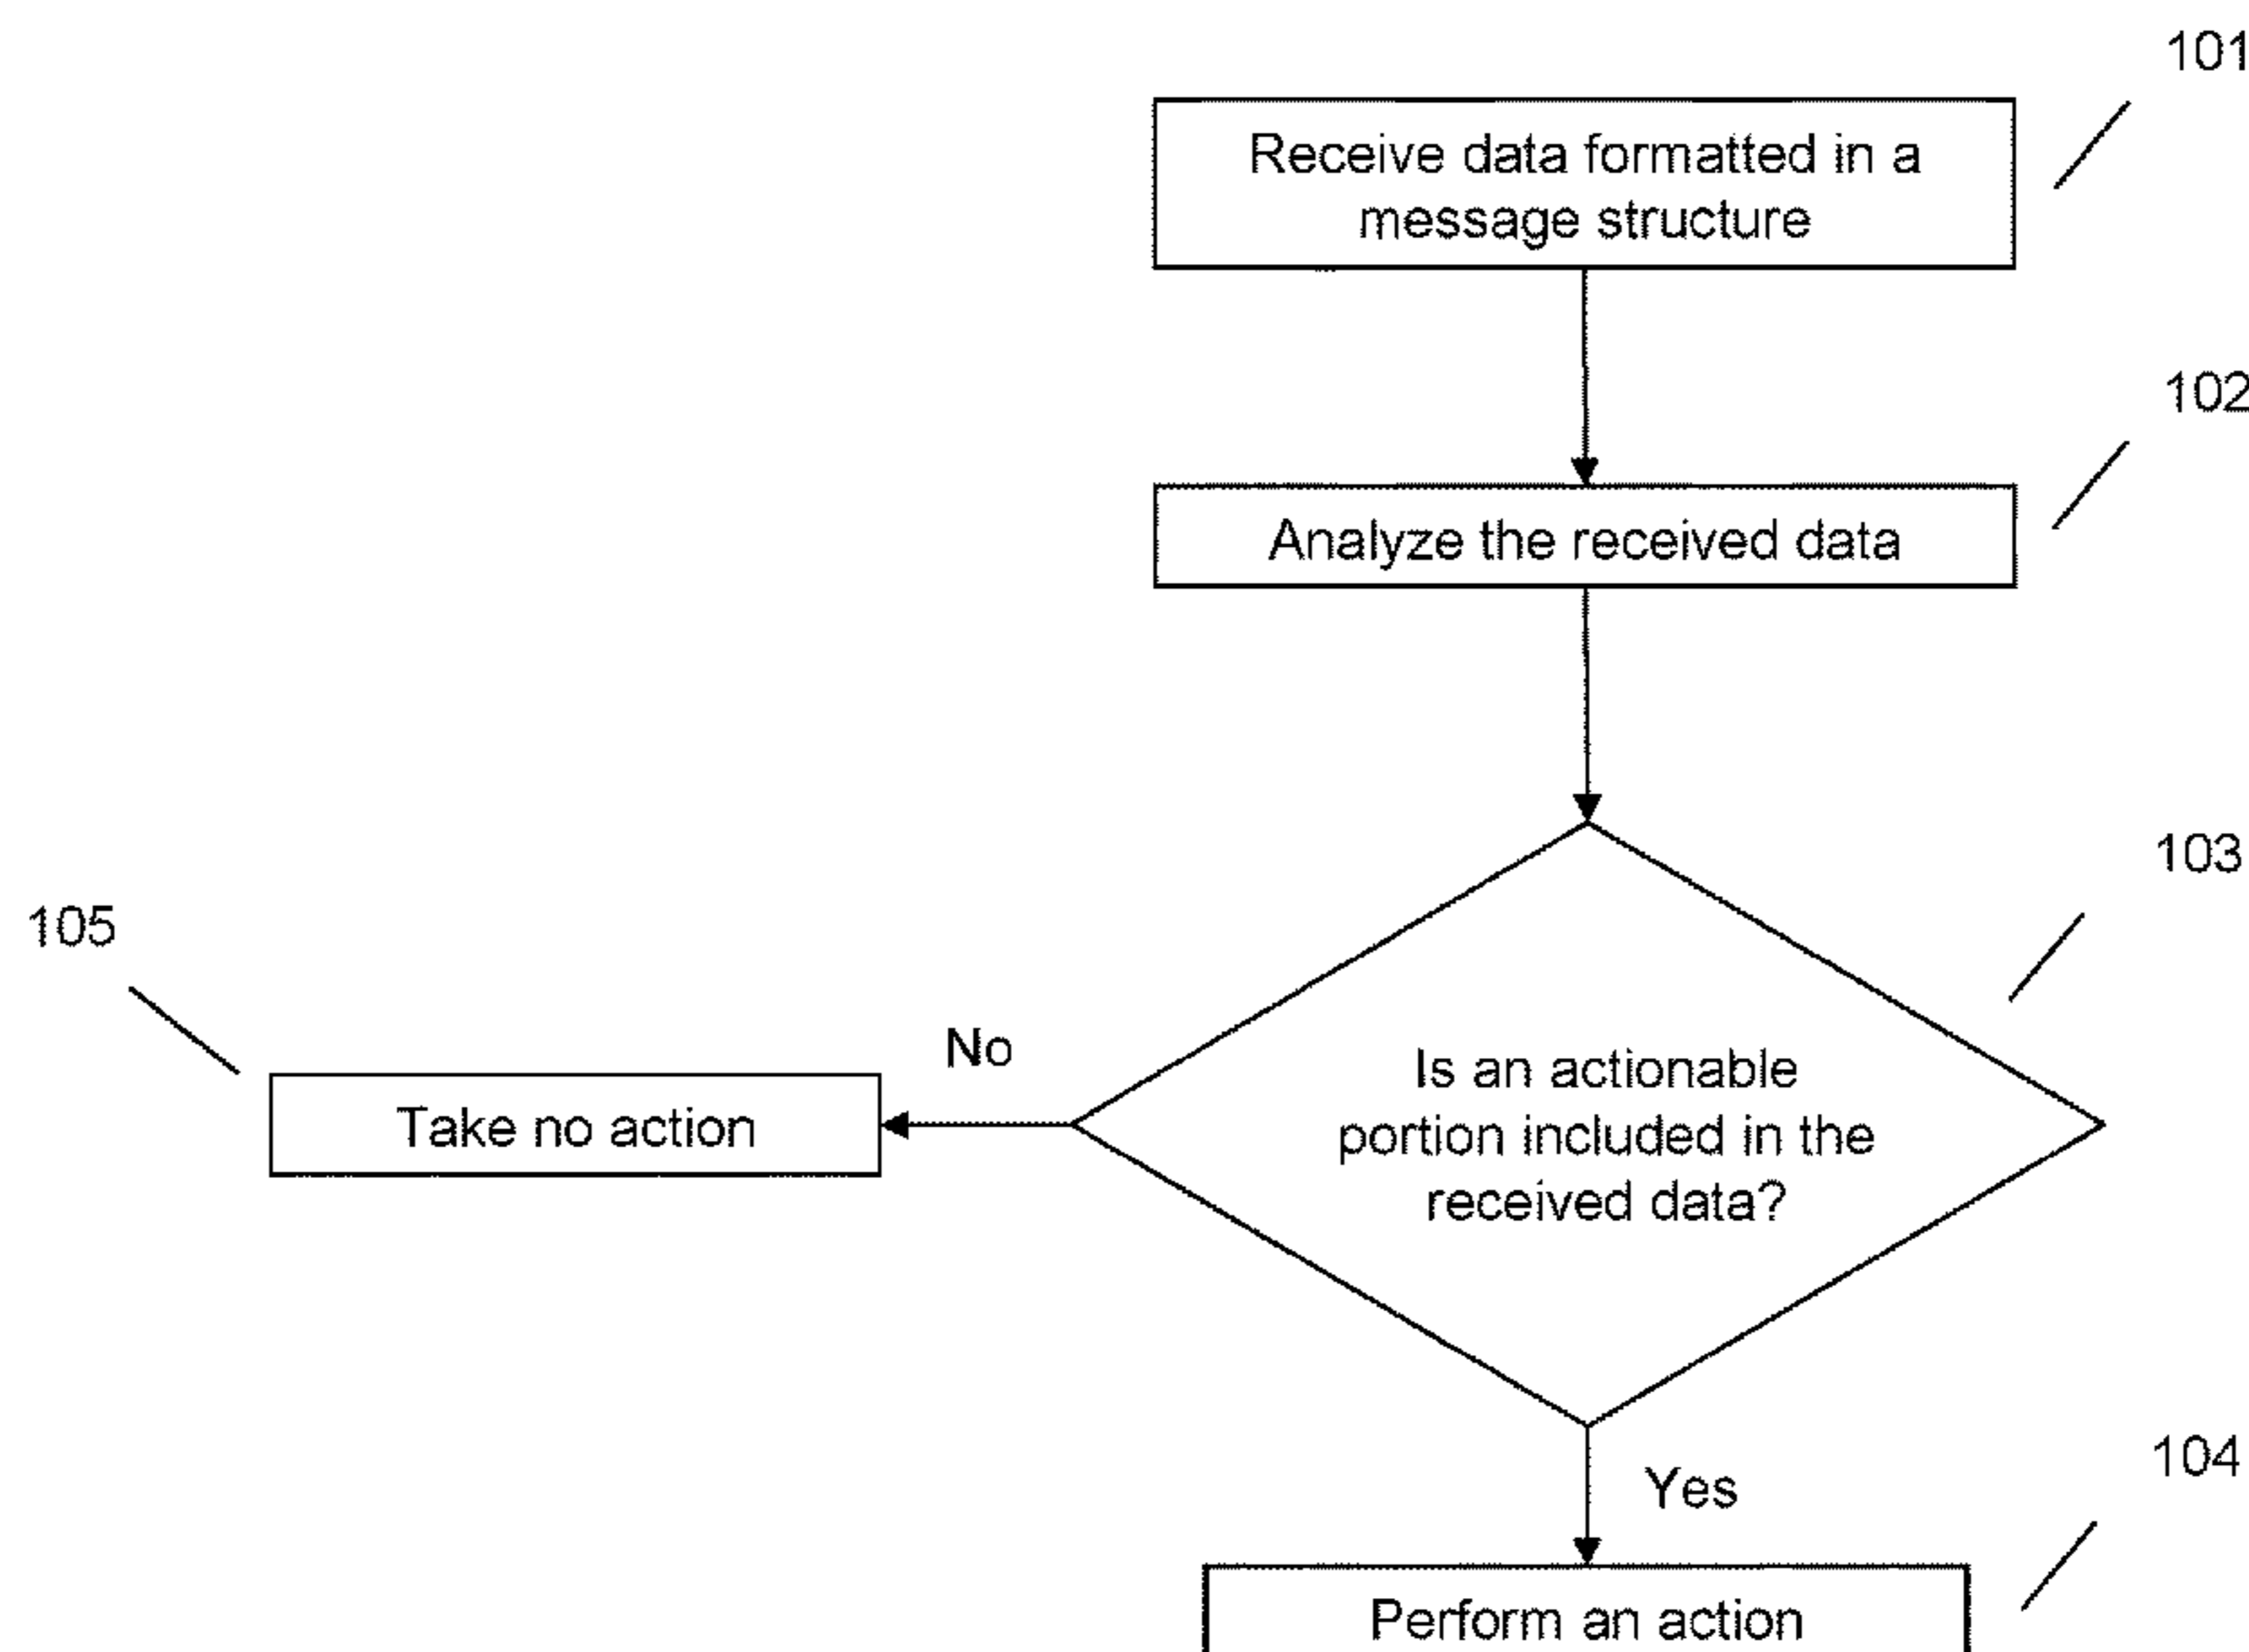 101
Receive data formatted in a
message structure
102
Analyze the received data
103
105
No
Is an actionable
portion included in the
received data?
Take no action
Yes
104
Perform an action